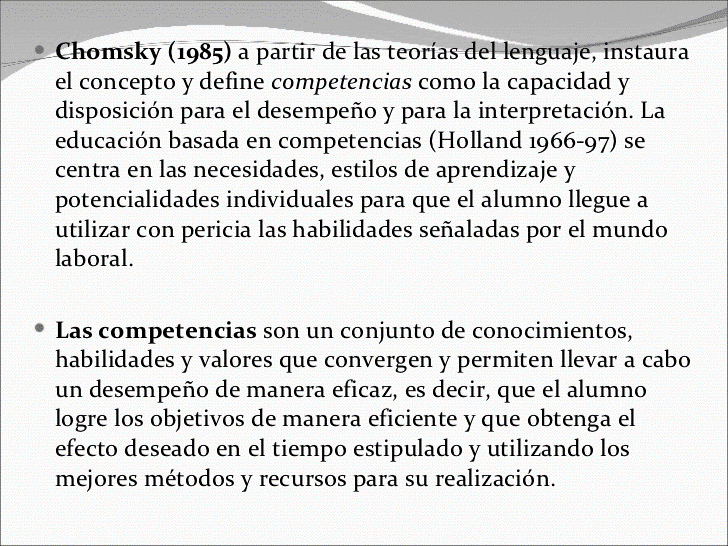 Chomsky (1985) a partir de las teorías del lenguaje, instaura
el concepto y define competencias como la capacidad y
disposición para el desempeño y para la interpretación. La
educación basada en competencias (Holland 1966-97) se
centra en las necesidades, estilos de aprendizaje y
potencialidades individuales para que el alumno llegue a
utilizar con pericia las habilidades señaladas por el mundo
laboral.
Las competencias son un conjunto de conocimientos,
habilidades y valores que convergen y permiten llevar a cabo
un desempeño de manera eficaz, es decir, que el alumno
logre los objetivos de manera eficiente y que obtenga el
efecto deseado en el tiempo estipulado y utilizando los
mejores métodos y recursos para su realización.